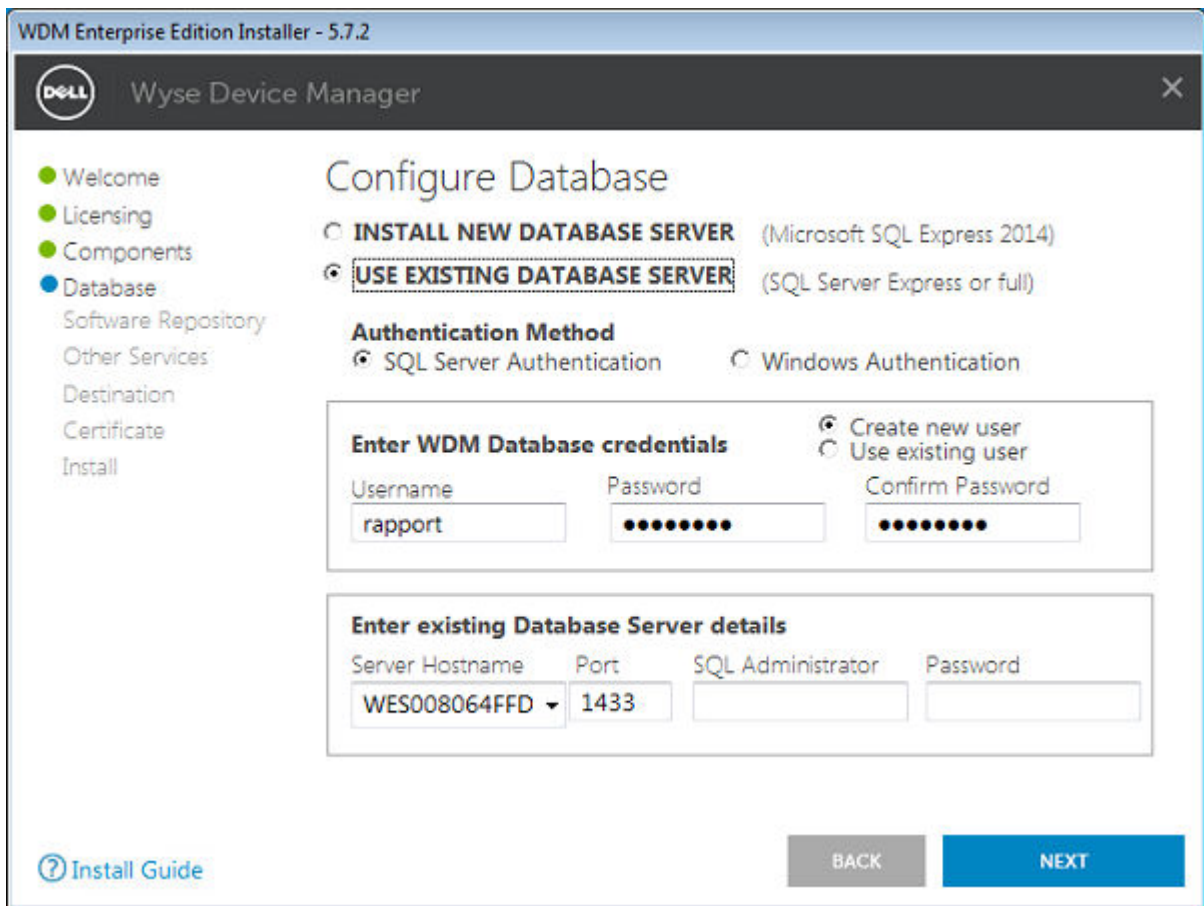 WDM Enterprise Edition Installer - 5.7.2
DELL
Wyse Device Manager
Welcome
Licensing
Components
Database
Software Repository
Other Services
Destination
Certificate
Install
Configure Database
INSTALL NEW DATABASE SERVER (Microsoft SQL Express 2014)
USE EXISTING DATABASE SERVER (SQL Server Express or full)
Authentication Method
SQL Server Authentication Windows Authentication
Enter WDM Database credentials
Create new user
Use existing user
Username Password Confirm Password
rapport ●●●●●●●● ●●●●●●●●
Enter existing Database Server details
Server Hostname Port SQL Administrator Password
WES008064FFD 1433
? Install Guide
BACK NEXT